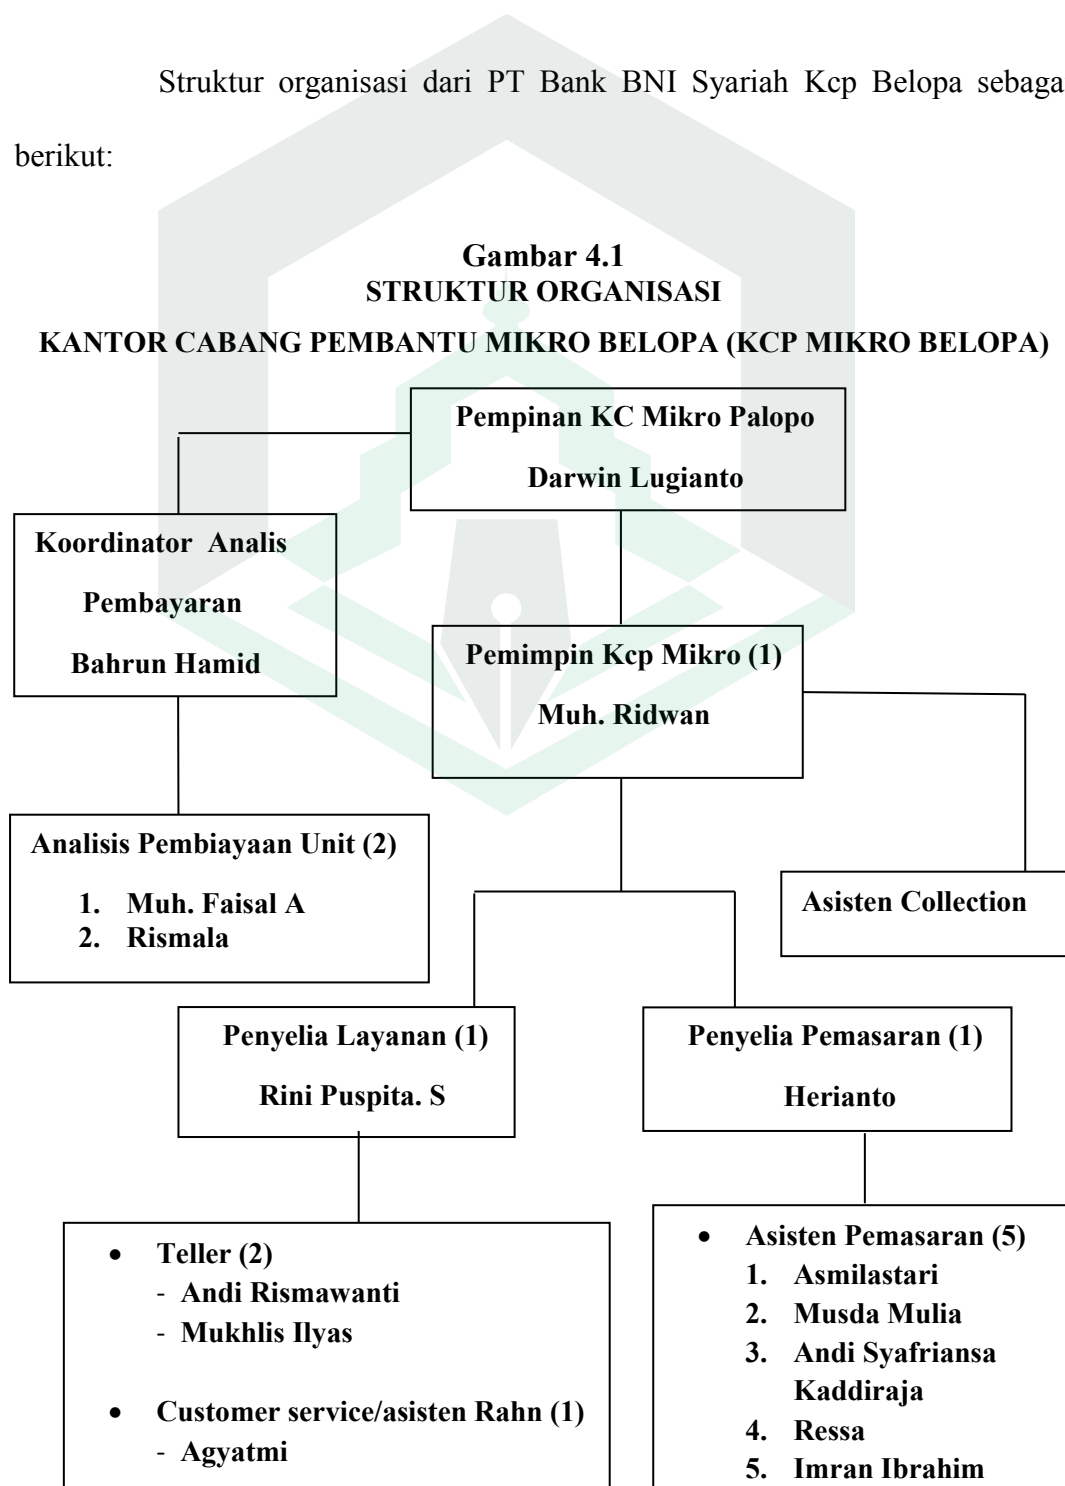 Struktur organisasi dari PT Bank BNI Syariah Kcp Belopa sebaga
berikut:
Gambar 4.1
STRUKTUR ORGANISASI
KANTOR CABANG PEMBANTU MIKRO BELOPA (KCP MIKRO BELOPA)
Pempinan KC Mikro Palopo
Darwin Lugianto
Koordinator Analis
Pembayaran
Bahrun Hamid
Pemimpin Kcp Mikro (1)
Muh. Ridwan
Analisis Pembiayaan Unit (2)
1. Muh. Faisal A
2. Rismala
Asisten Collection
Penyelia Layanan (1)
Rini Puspita. S
Penyelia Pemasaran (1)
Herianto
• Teller (2)
- Andi Rismawanti
- Mukhlis Ilyas
• Customer service/asisten Rahn (1)
- Agyatmi
• Asisten Pemasaran (5)
1. Asmilastari
2. Musda Mulia
3. Andi Syafriansa
Kaddiraja
4. Ressa
5. Imran Ibrahim